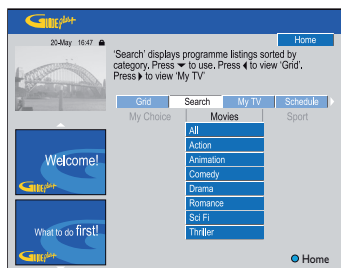 GUIDE plus+
20-May 16:47
Home
'Search' displays programme listings sorted by
category. Press to use. Press to view 'Grid'.
Press to view 'My TV'
Grid Search My TV Schedule
My Choice Movies Sport
All
Action
Animation
Comedy
Drama
Romance
Sci Fi
Thriller
Welcome!
GUIDE plus+
What to do first!
GUIDE plus+
Home